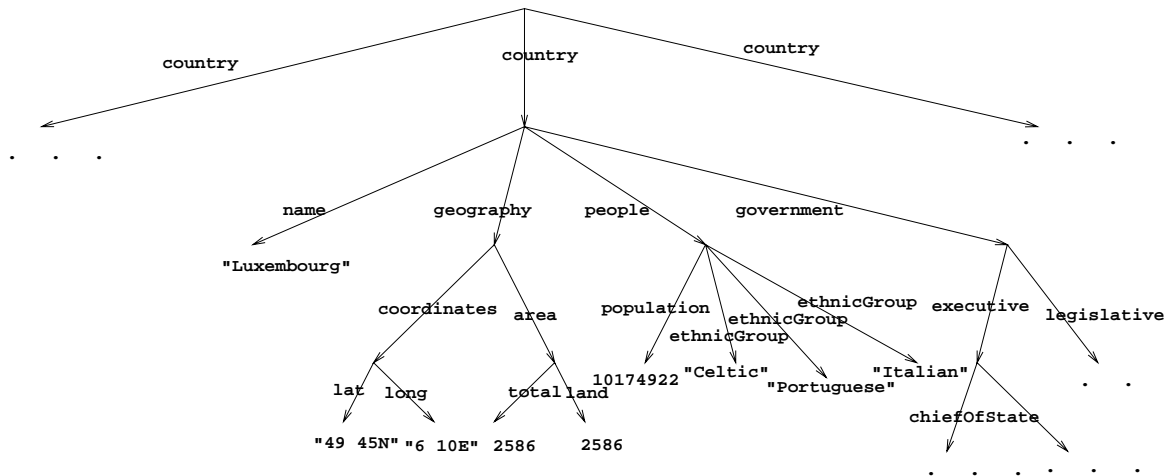 country
country
country
. . .
. . .
name
geography
people
government
"Luxembourg"
coordinates
area
population
ethnicGroup
ethnicGroup
ethnicGroup
executive
legislative
10174922
"Celtic"
"Portuguese"
"Italian"
. .
lat
long
total
land
chiefOfState
"49 45N"
"6 10E"
2586
2586
. . . . . .